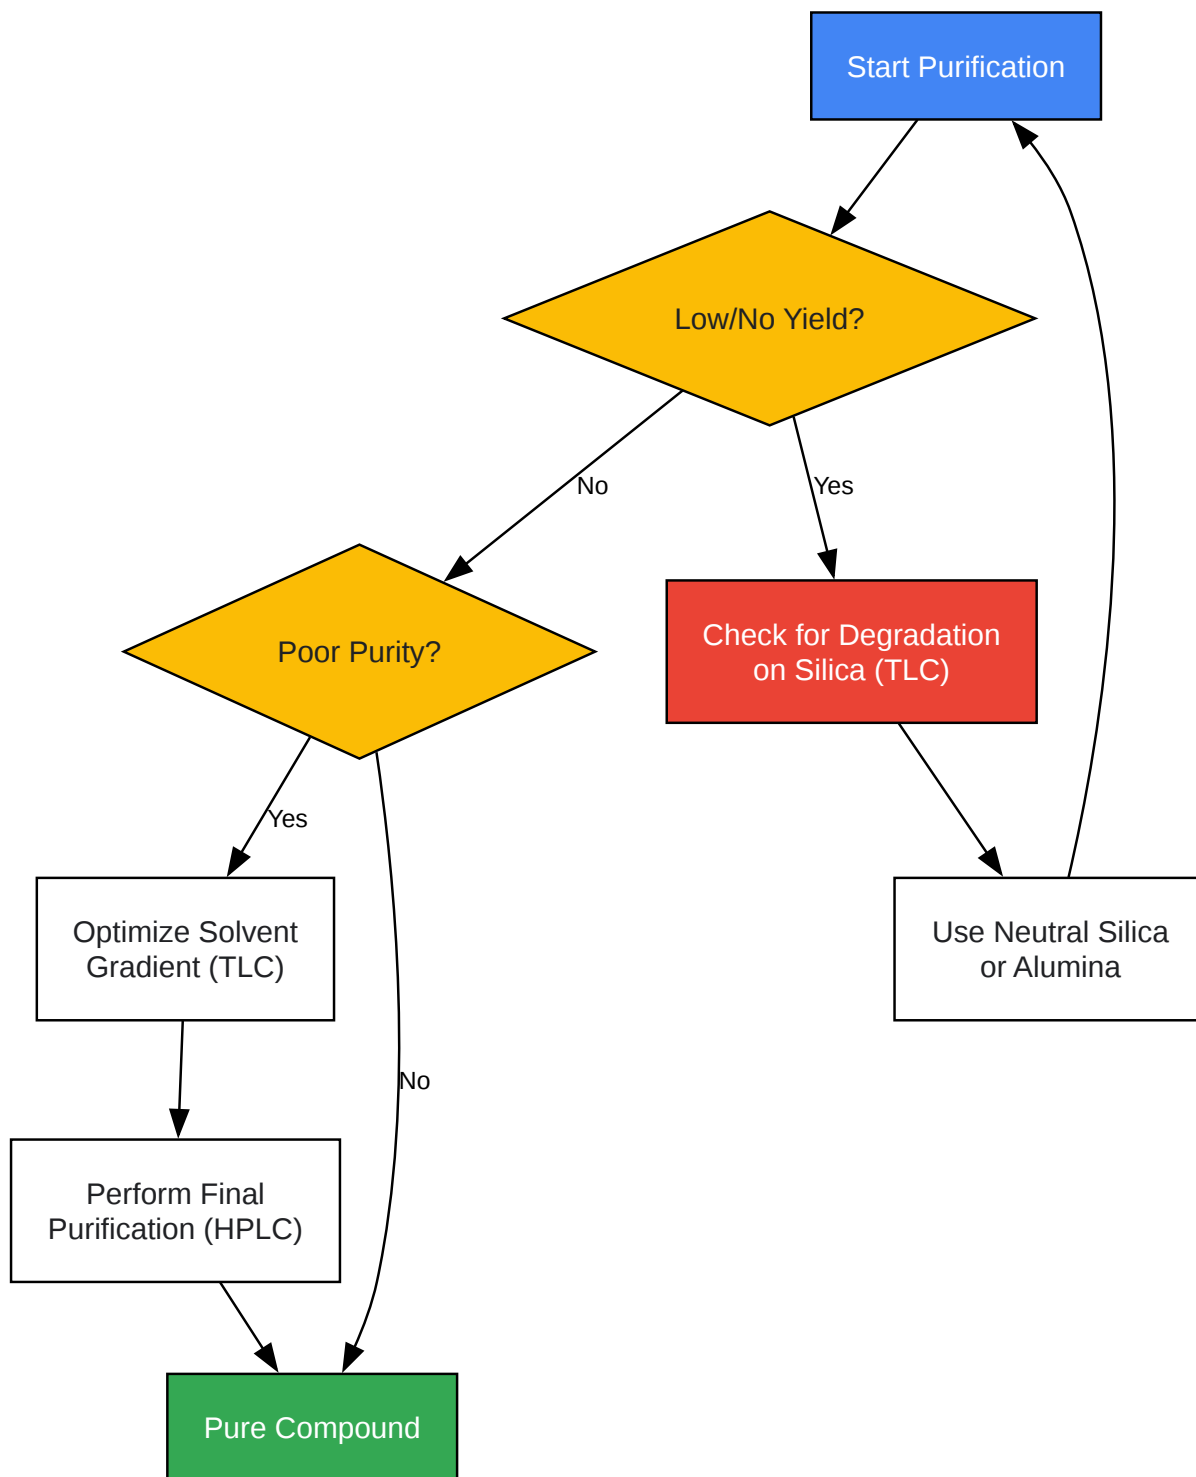 Start Purification
Low/No Yield?
No
Yes
Poor Purity?
Check for Degradation
on Silica (TLC)
Yes
Optimize Solvent
Gradient (TLC)
Use Neutral Silica
or Alumina
No
Perform Final
Purification (HPLC)
Pure Compound